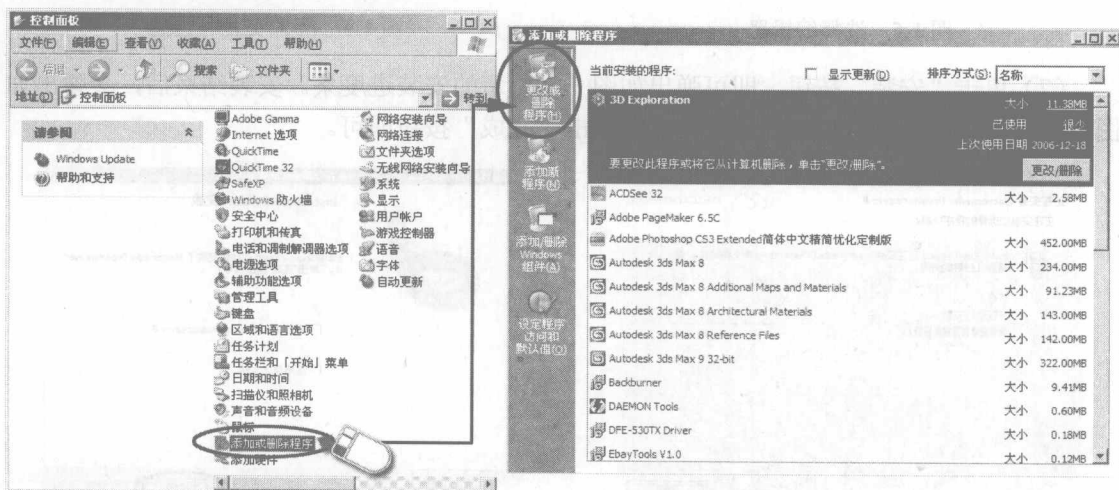 控制面板
文件(F) 编辑(E) 查看(V) 收藏(A) 工具(T) 帮助(H)
后退 搜索 文件夹
地址(D) 控制面板 转到
请参阅
Windows Update
帮助和支持
Adobe Gamma
Internet 选项
QuickTime
QuickTime 32
SafeXP
Windows 防火墙
安全中心
打印机和传真
电话和调制解调器选项
电源选项
辅助功能选项
管理工具
键盘
区域和语言选项
任务计划
任务栏和「开始」菜单
日期和时间
扫描仪和照相机
声音和音频设备
鼠标
添加或删除程序
添加硬件
网络安装向导
网络连接
文件夹选项
无线网络安装向导
系统
显示
用户帐户
游戏控制器
语音
字体
自动更新
添加或删除程序
更改或
删除
程序(H)
添加新
程序(N)
添加/删除
Windows
组件(A)
设定程序
访问和
默认值(O)
当前安装的程序: 显示更新(D) 排序方式(S): 名称
3D Exploration 大小 11.38MB
已使用 很少
上次使用日期 2006-12-18
要更改此程序或将它从计算机删除,单击“更改/删除”。 更改/删除
ACDSee 32 大小 2.58MB
Adobe PageMaker 6.5C
Adobe Photoshop CS3 Extended简体中文精简优化定制版 大小 452.00MB
Autodesk 3ds Max 8 大小 234.00MB
Autodesk 3ds Max 8 Additional Maps and Materials 大小 91.23MB
Autodesk 3ds Max 8 Architectural Materials 大小 143.00MB
Autodesk 3ds Max 8 Reference Files 大小 142.00MB
Autodesk 3ds Max 9 32-bit 大小 322.00MB
Backburner 大小 9.41MB
DAEMON Tools 大小 0.60MB
DFE-530TX Driver 大小 0.18MB
EbayTools V1.0 大小 0.12MB